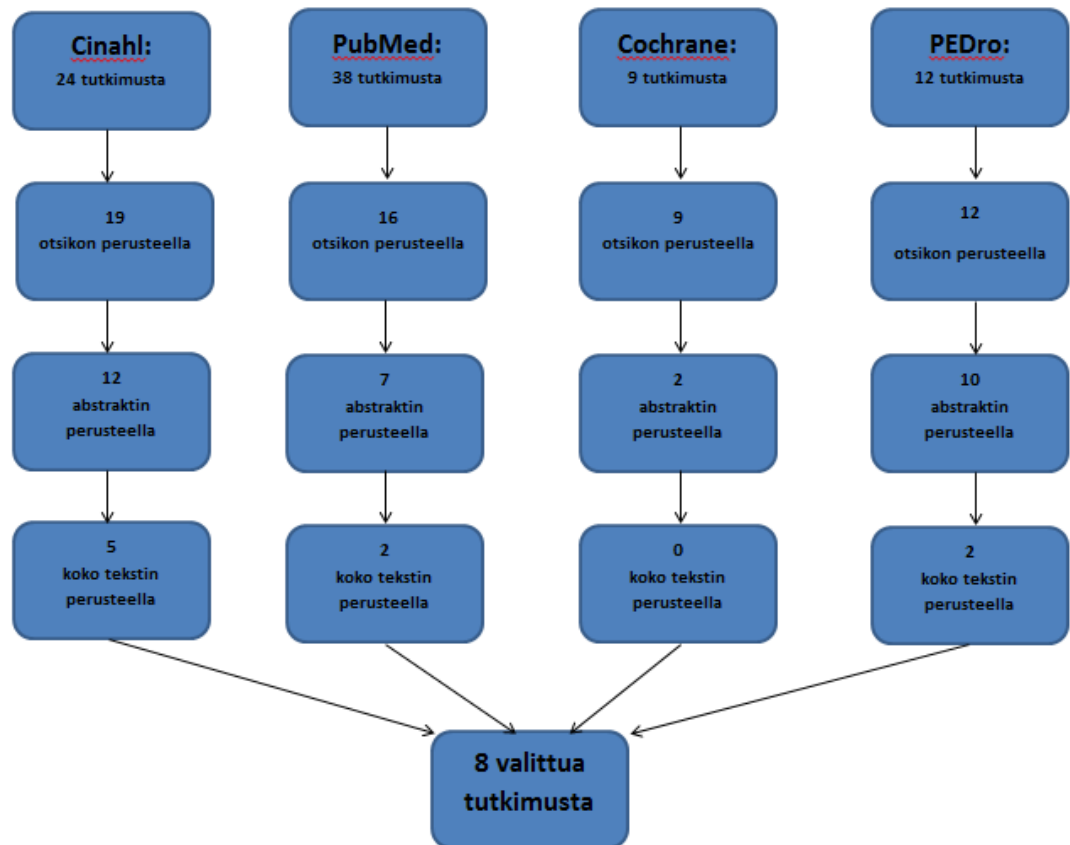 Cinahl:
24 tutkimusta
PubMed:
38 tutkimusta
Cochrane:
9 tutkimusta
PEDro:
12 tutkimusta
19
otsikon perusteella
16
otsikon perusteella
9
otsikon perusteella
12
otsikon perusteella
12
abstraktin
perusteella
7
abstraktin
perusteella
2
abstraktin
perusteella
10
abstraktin
perusteella
5
koko tekstin
perusteella
2
koko tekstin
perusteella
0
koko tekstin
perusteella
2
koko tekstin
perusteella
8 valittua
tutkimusta